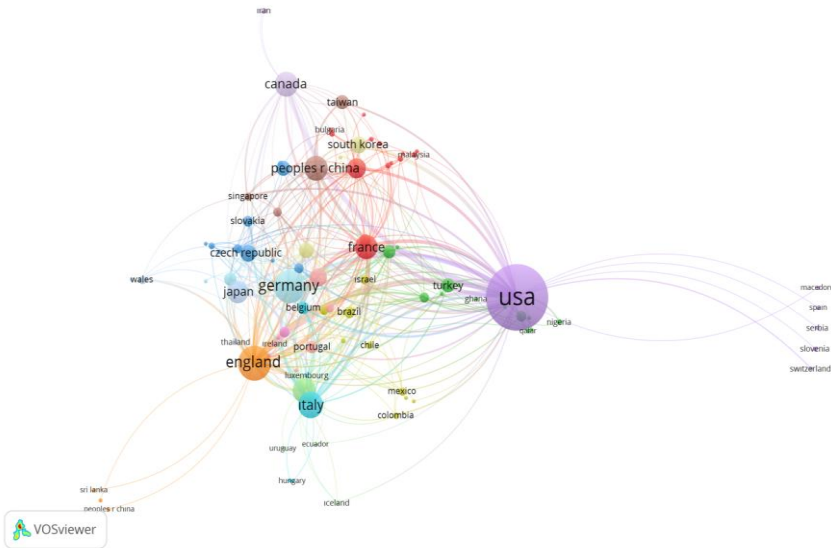 iran
canada
taiwan
bulgaria
south korea
malaysia
peoples r china
singapore
slovakia
france
czech republic
wales
israel
turkey
germany
japan
ghana
usa
belgium
brazil
nigeria
qatar
macedon
spain
serbia
slovenia
switzerland
thailand
ireland
portugal
chile
england
luxembourg
italy
mexico
colombia
ecuador
uruguay
hungary
sri lanka
iceland
peoples r china
VOSviewer